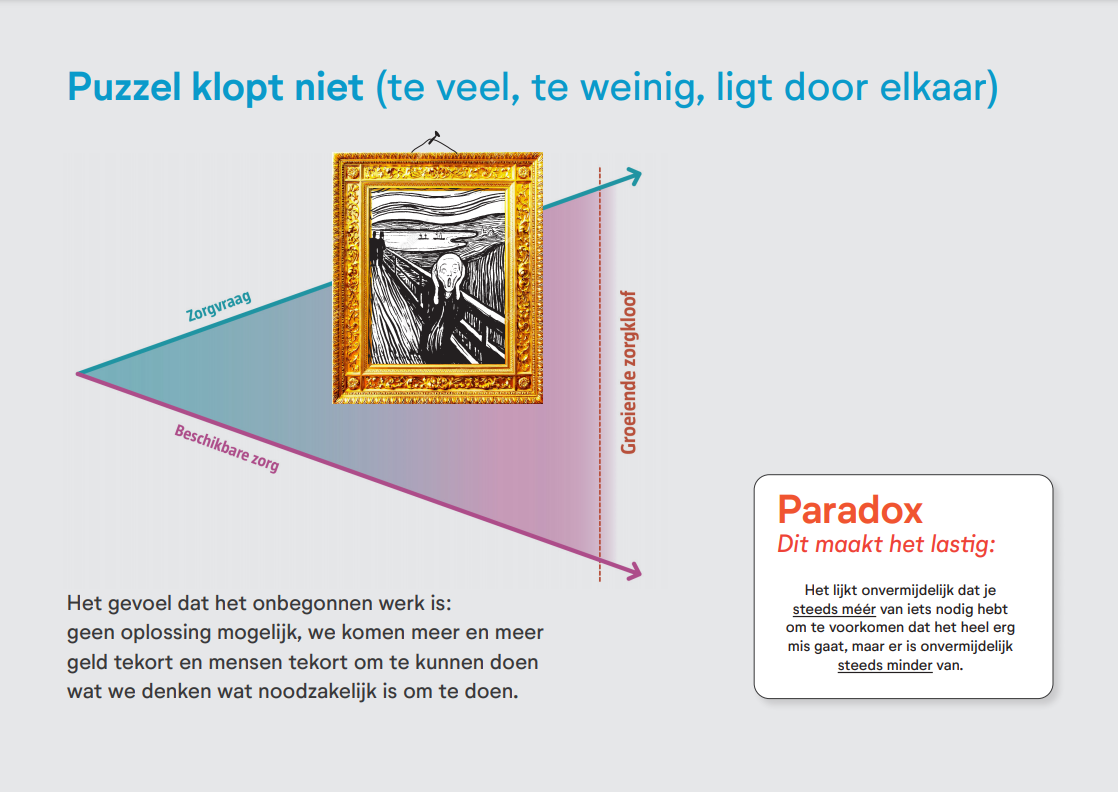 Puzzel klopt niet (te veel, te weinig, ligt door elkaar)
Zorgvraag
Beschikbare zorg
Groeiende zorgkloof
Het gevoel dat het onbegonnen werk is:
geen oplossing mogelijk, we komen meer en meer
geld tekort en mensen tekort om te kunnen doen
wat we denken wat noodzakelijk is om te doen.
Paradox
Dit maakt het lastig:
Het lijkt onvermijdelijk dat je
steeds méér van iets nodig hebt
om te voorkomen dat het heel erg
mis gaat, maar er is onvermijdelijk
steeds minder van.